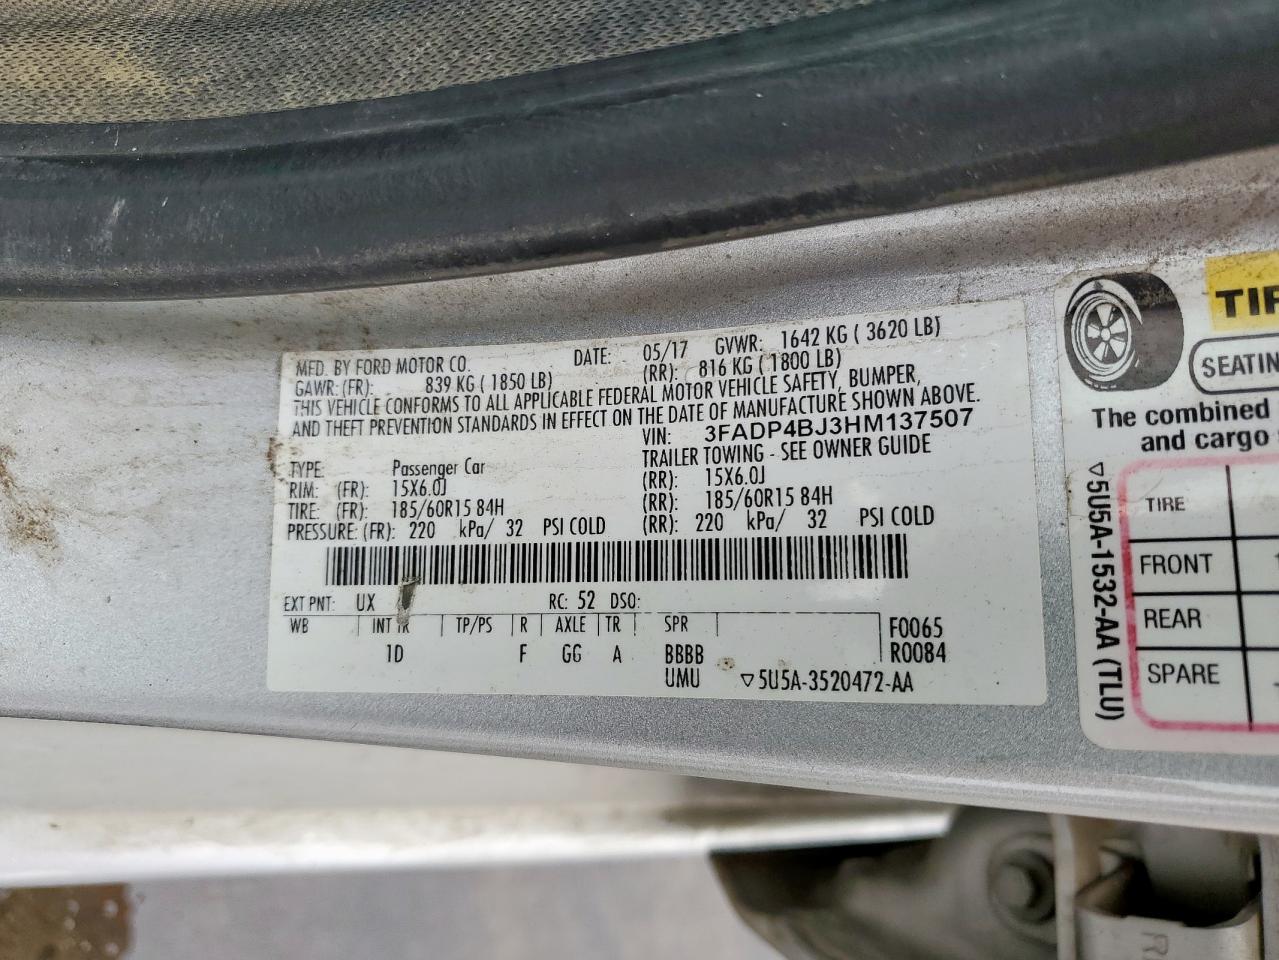 MFD. BY FORD MOTOR CO. DATE: 05/17 GVWR: 1642 KG ( 3620 LB)
GAWR: (FR): 839 KG ( 1850 LB) (RR): 816 KG ( 1800 LB)
THIS VEHICLE CONFORMS TO ALL APPLICABLE FEDERAL MOTOR VEHICLE SAFETY, BUMPER,
AND THEFT PREVENTION STANDARDS IN EFFECT ON THE DATE OF MANUFACTURE SHOWN ABOVE.
VIN: 3FADP4BJ3HM137507
TYPE: Passenger Car TRAILER TOWING - SEE OWNER GUIDE
RIM: (FR): 15X6.0J (RR): 15X6.0J
TIRE: (FR): 185/60R15 84H (RR): 185/60R15 84H
PRESSURE: (FR): 220 kPa/ 32 PSI COLD (RR): 220 kPa/ 32 PSI COLD
EXT PNT: UX RC: 52 DSO:
WB INT TR TP/PS R AXLE TR SPR F0065
1D F GG A BBBB R0084
UMU ▽5U5A-3520472-AA
SEATIN
The combined
and cargo
TIRE
FRONT
REAR
SPARE
▽5U5A-1532-AA (TLU)